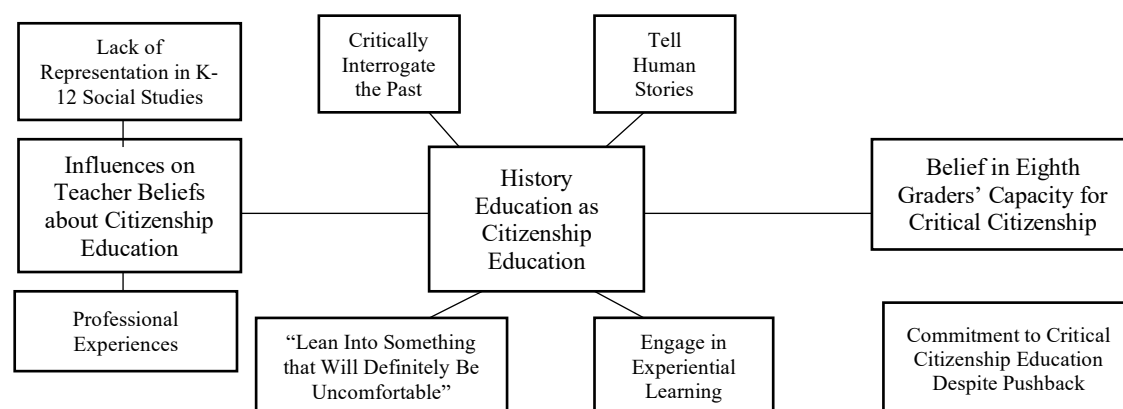 Lack of
Representation in K-
12 Social Studies
Critically
Interrogate
the Past
Tell
Human
Stories
Influences on
Teacher Beliefs
about Citizenship
Education
History
Education as
Citizenship
Education
Belief in Eighth
Graders’ Capacity for
Critical Citizenship
Professional
Experiences
“Lean Into Something
that Will Definitely Be
Uncomfortable”
Engage in
Experiential
Learning
Commitment to Critical
Citizenship Education
Despite Pushback